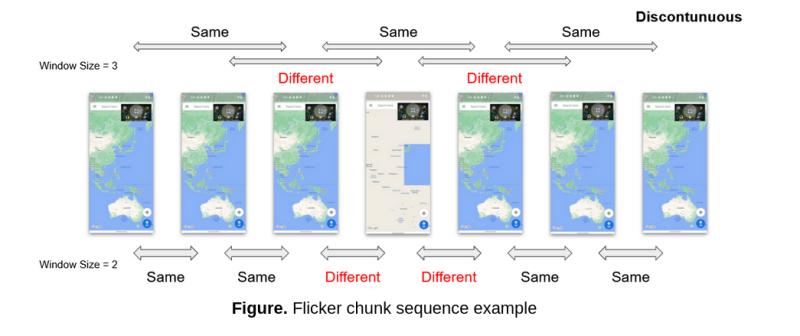 Discontunuous
Same Same Same
Window Size = 3
Different Different
Window Size = 2
Same Same Different Different Same Same
Figure. Flicker chunk sequence example